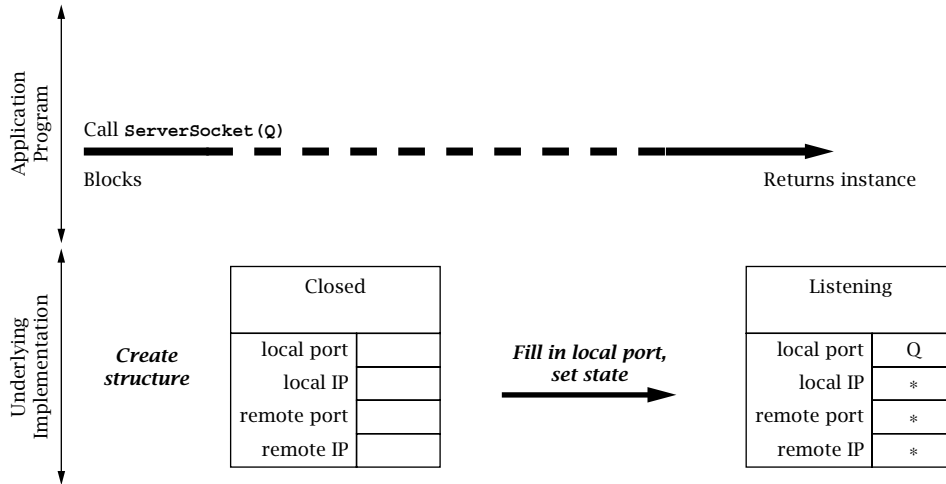 Application
Program
Call ServerSocket(Q)
Blocks
Returns instance
Underlying
Implementation
Create
structure
Closed
local port
local IP
remote port
remote IP
Fill in local port,
set state
Listening
local port Q
local IP *
remote port *
remote IP *